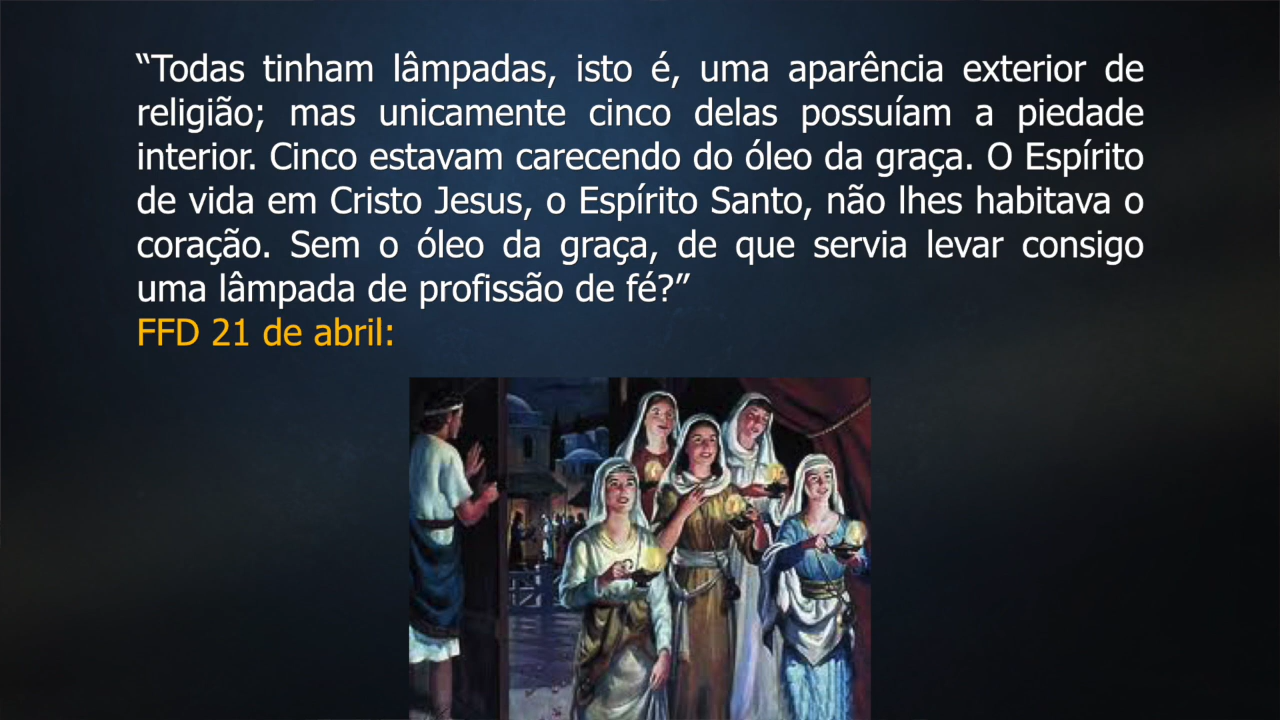 “Todas tinham lâmpadas, isto é, uma aparência exterior de
religião; mas unicamente cinco delas possuíam a piedade
interior. Cinco estavam carecendo do óleo da graça. O Espírito
de vida em Cristo Jesus, o Espírito Santo, não lhes habitava o
coração. Sem o óleo da graça, de que servia levar consigo
uma lâmpada de profissão de fé?”
FFD 21 de abril: